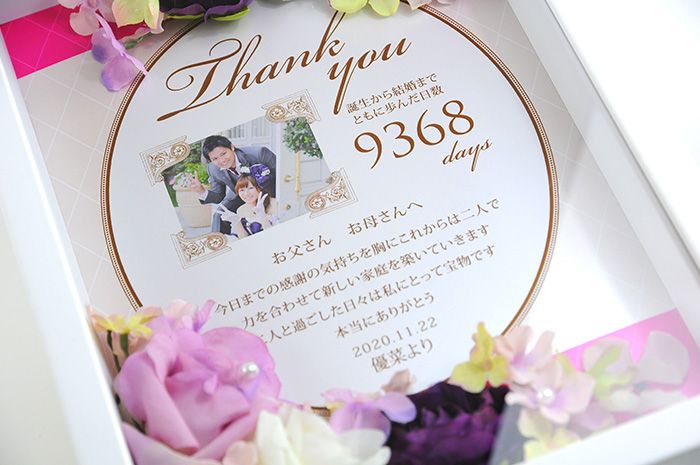 Thank
you
誕生から結婚まで
ともに歩んだ日数
9368
days
お父さん お母さんへ
今日までの感謝の気持ちを胸にこれからは二人で
力を合わせて新しい家庭を築いていきます
人と過ごした日々は私にとって宝物です
本当にありがとう
2020.11.22
優菜より